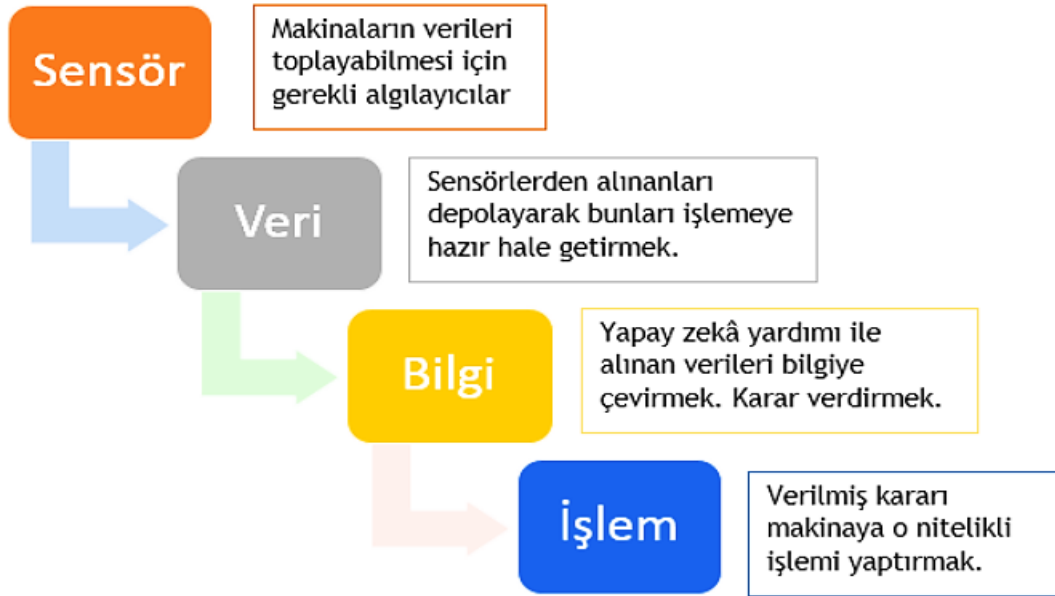 Sensör
Makinaların verileri
toplayabilmesi için
gerekli algılayıcılar
Veri
Sensörlerden alınanları
depolayarak bunları işlemeye
hazır hale getirmek.
Bilgi
Yapay zekâ yardımı ile
alınan verileri bilgiye
çevirmek. Karar verdirmek.
İşlem
Verilmiş kararı
makinaya o nitelikli
işlemi yaptırmak.